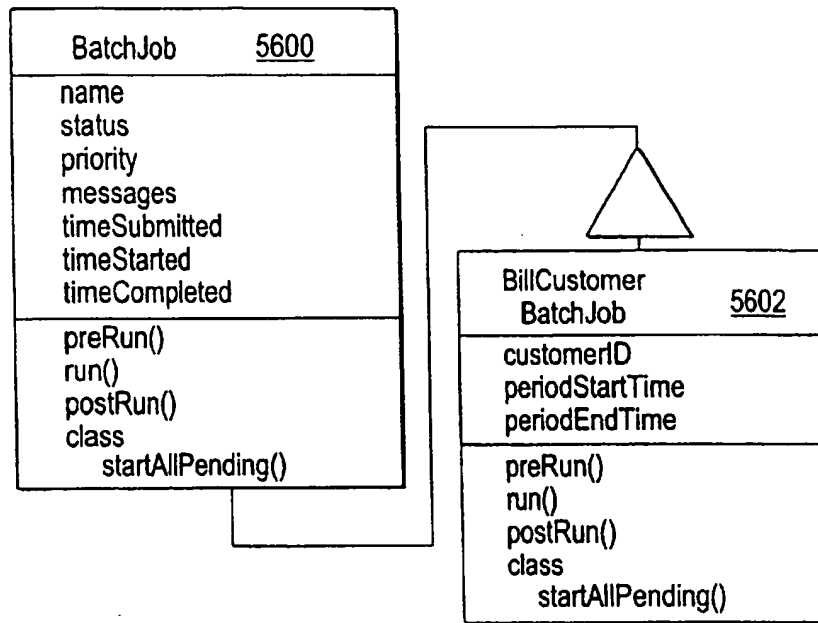 BatchJob 5600
name
status
priority
messages
timeSubmitted
timeStarted
timeCompleted
preRun()
run()
postRun()
class
startAllPending()
BillCustomer
BatchJob 5602
customerID
periodStartTime
periodEndTime
preRun()
run()
postRun()
class
startAllPending()